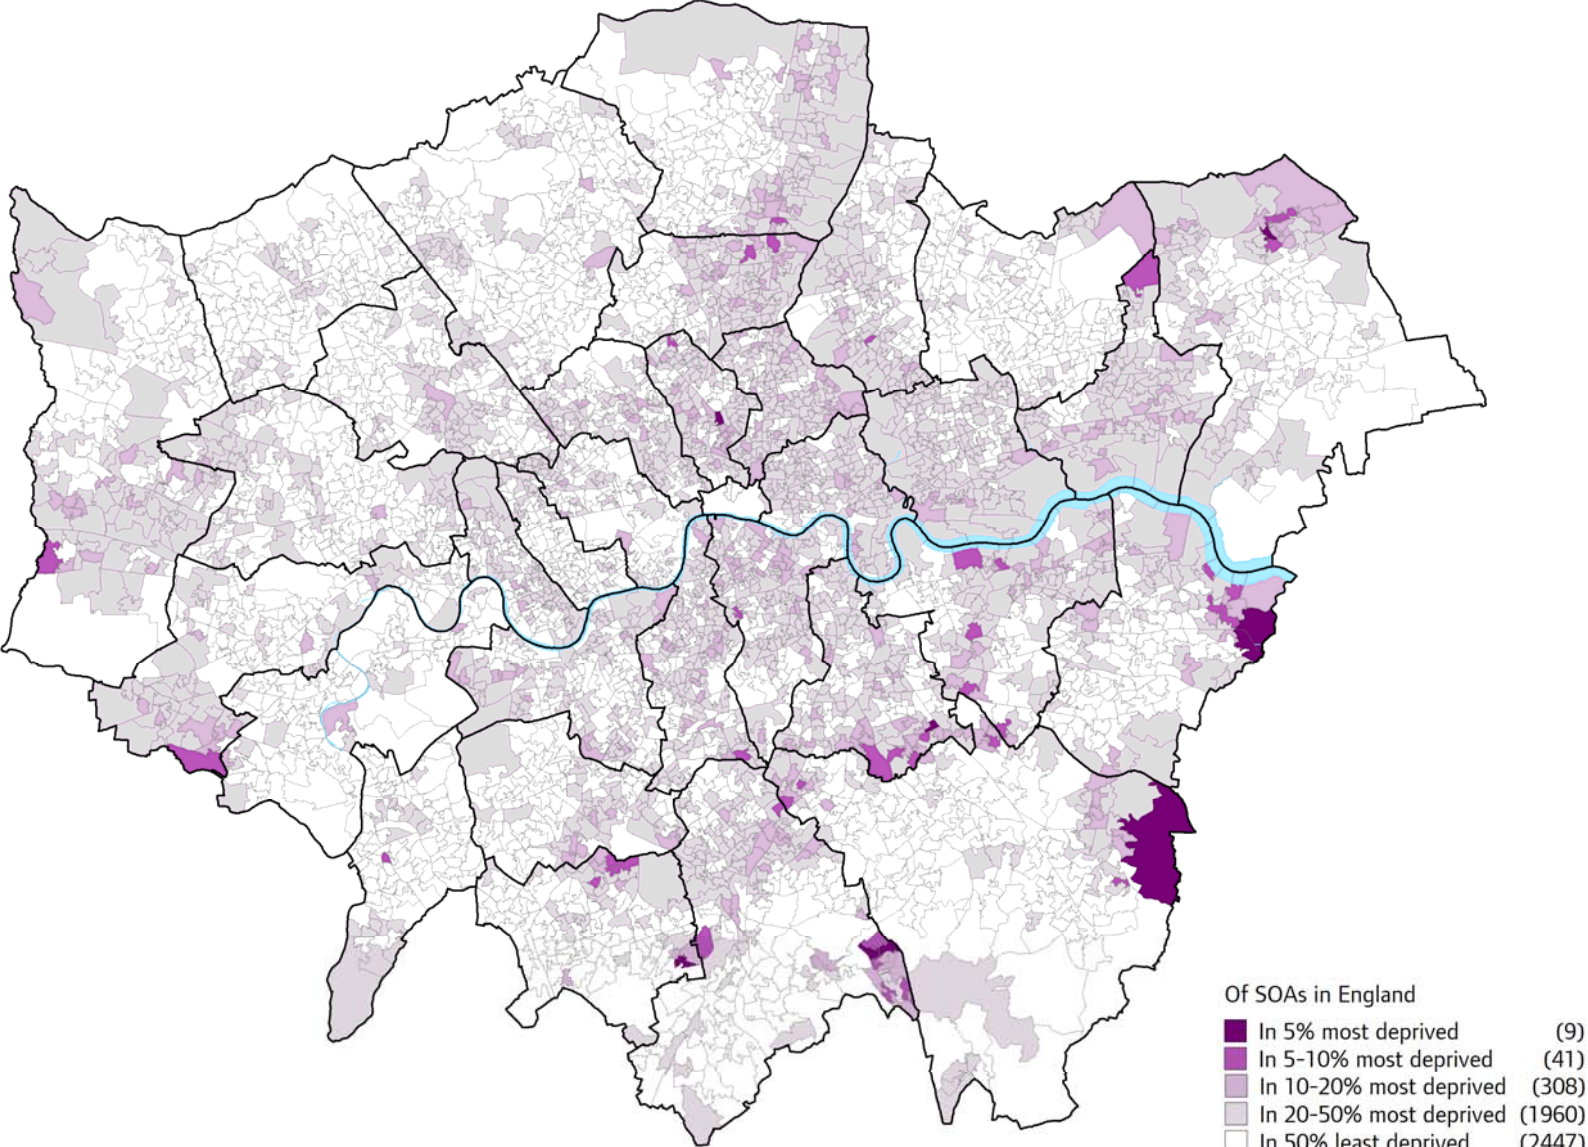 Of SOAs in England
In 5% most deprived (9)
In 5-10% most deprived (41)
In 10-20% most deprived (308)
In 20-50% most deprived (1960)
In 50% least deprived (2447)